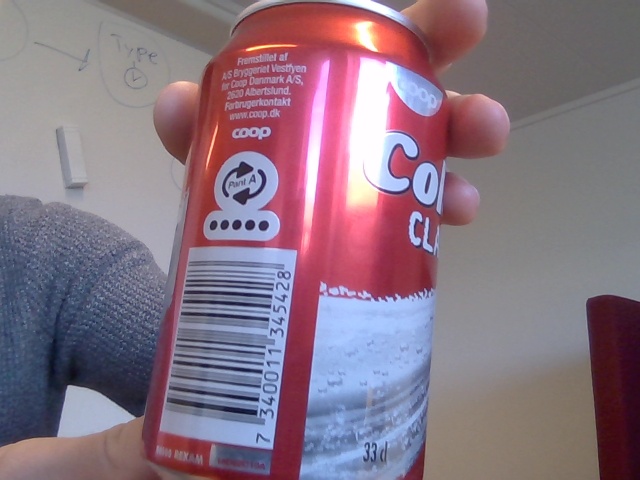 Type
Fremstillet af
A/S Bryggeriet Vestfyen
for Coop Danmark A/S,
2620 Albertslund.
Forbrugerkontakt
www.coop.dk
coop
coop
Pant A
Co
CLA
7 340011 345428
33 cl
REXAM